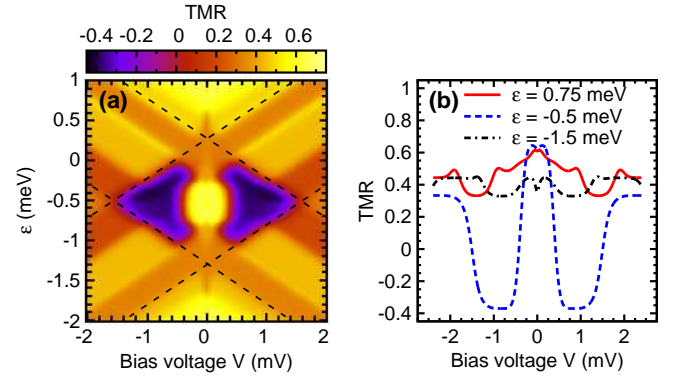 TMR
-0.4 -0.2 0 0.2 0.4 0.6
(a)
ε (meV)
1
0.5
0
-0.5
-1
-1.5
-2
-2 -1 0 1 2
Bias voltage V (mV)
(b)
ε = 0.75 meV
ε = -0.5 meV
ε = -1.5 meV
TMR
0.8
0.6
0.4
0.2
0
-0.2
-0.4
-2 -1 0 1 2
Bias voltage V (mV)